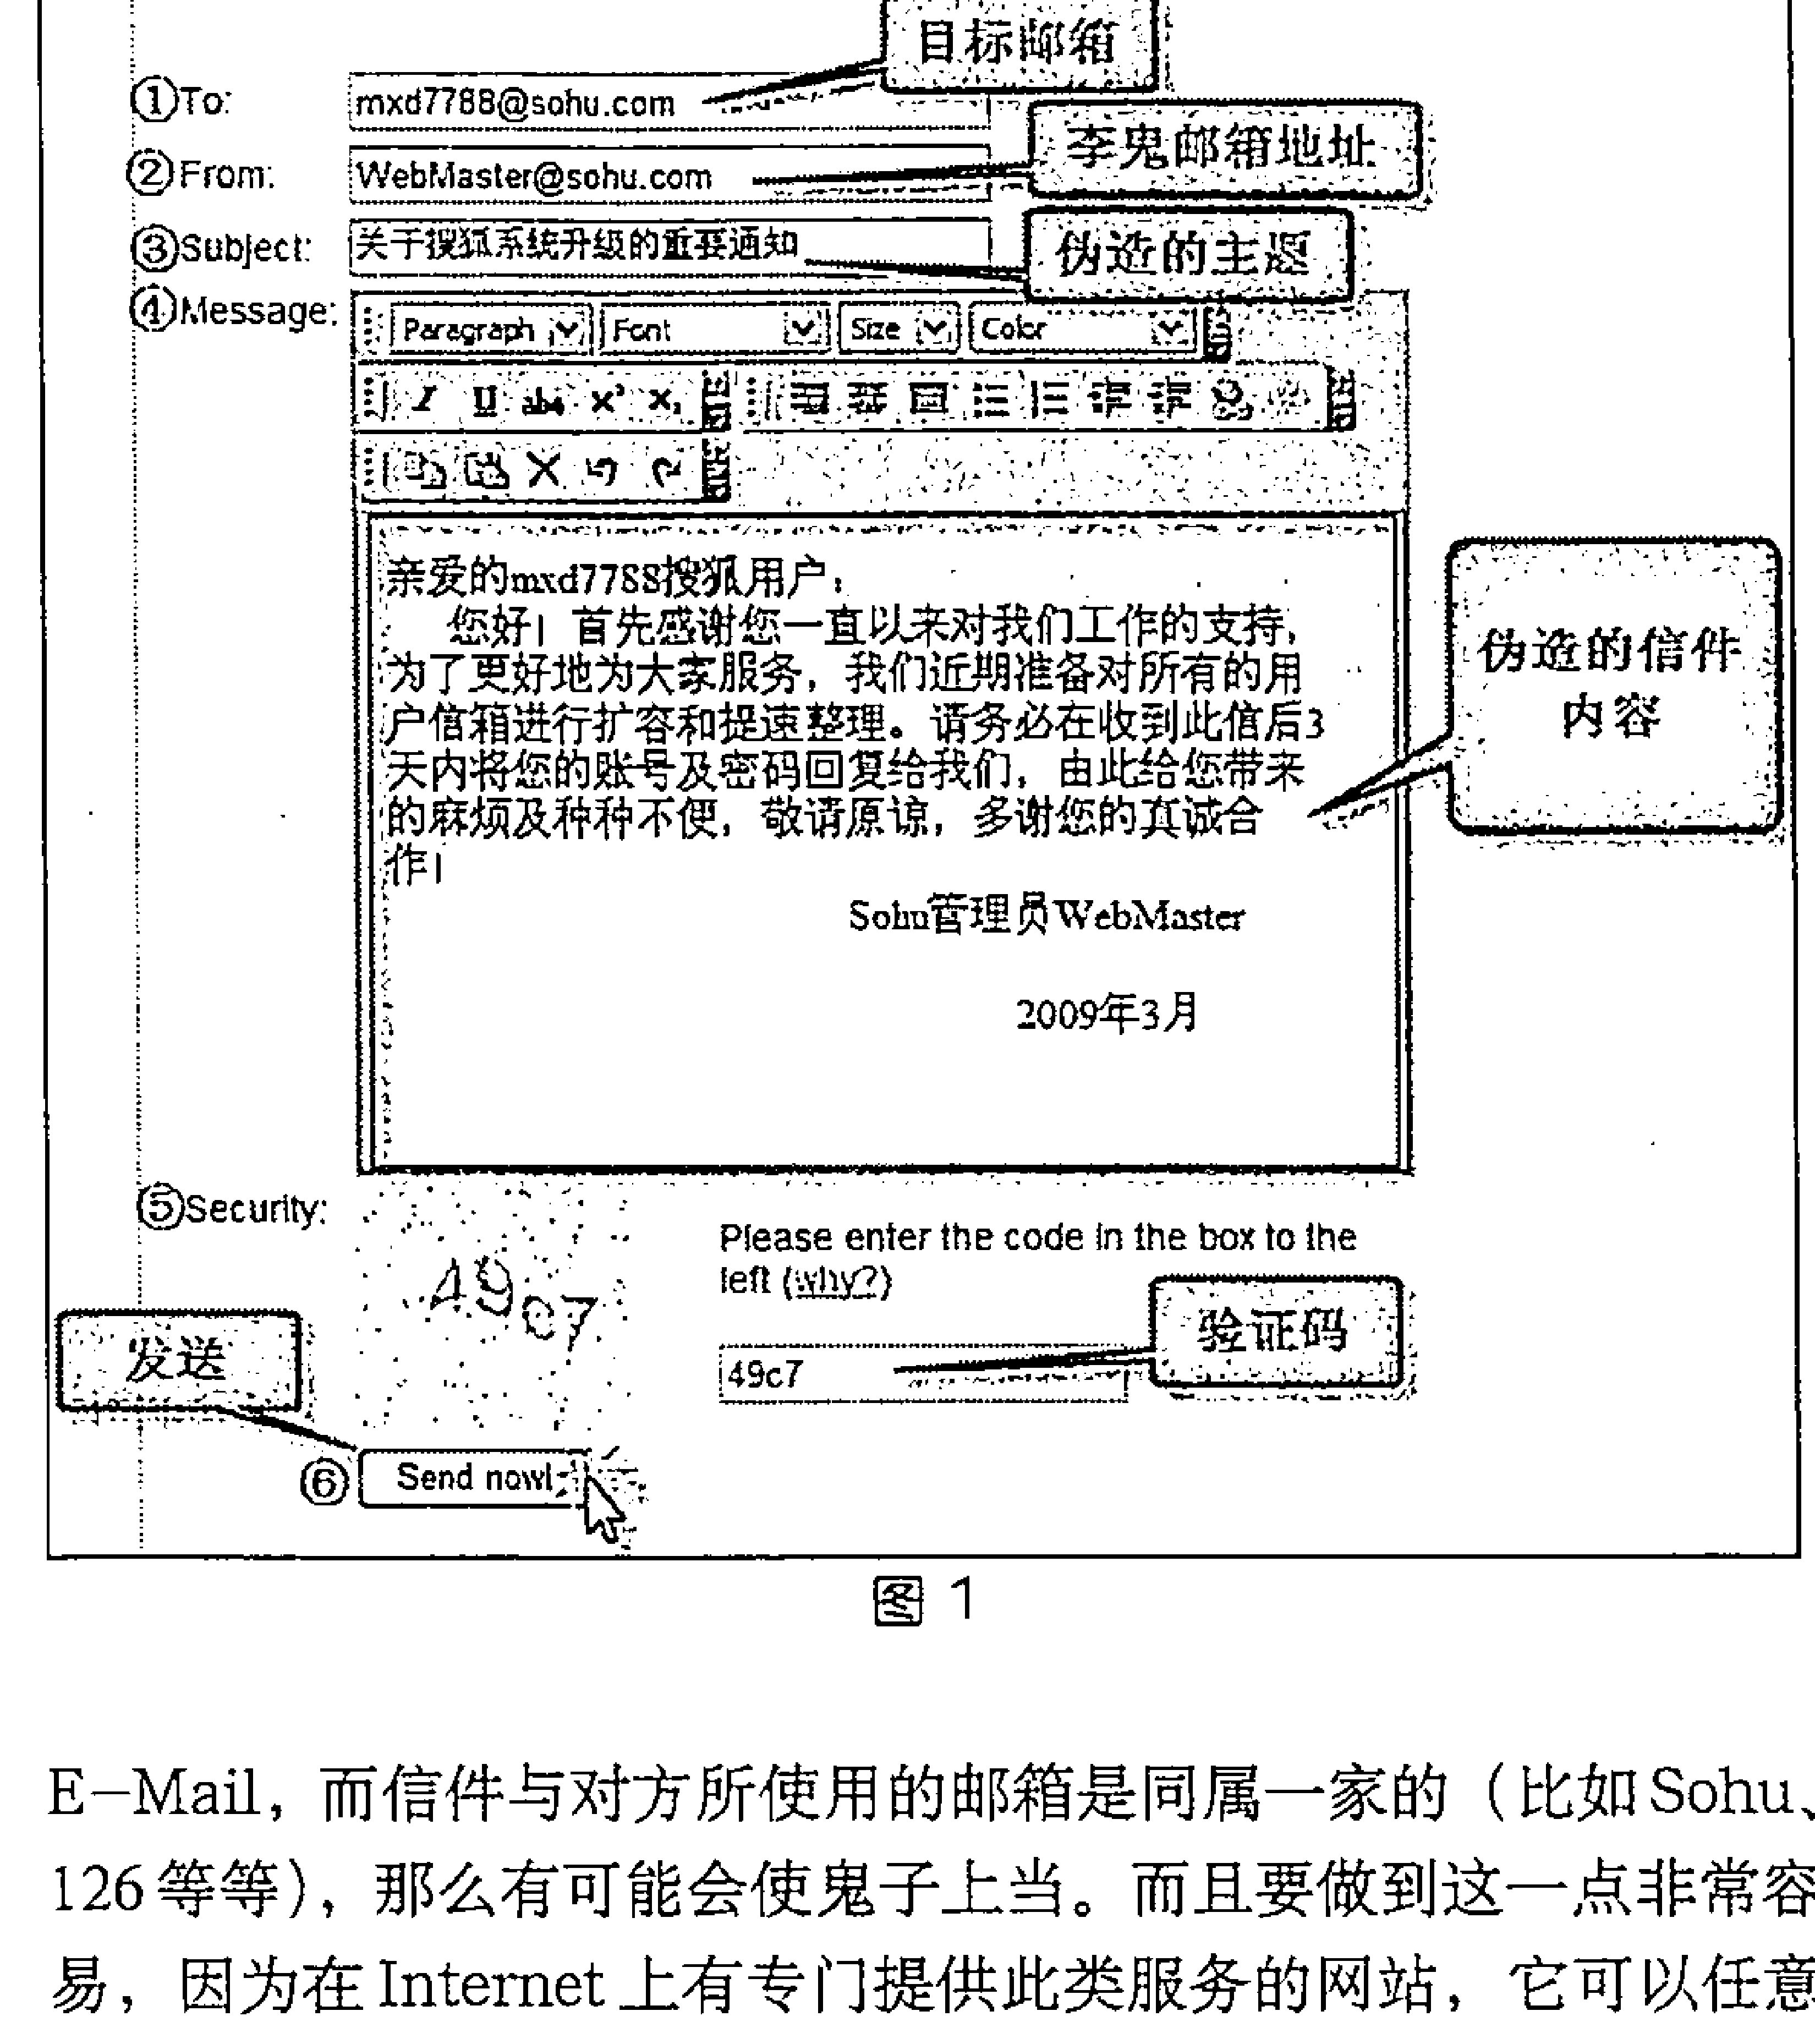 目标邮箱
①To: mxd7788@sohu.com
李鬼邮箱地址
②From: WebMaster@sohu.com
③Subject: 关于搜狐系统升级的重要通知
伪造的主题
④Message:
Paragraph Font Size Color
亲爱的mxd7788搜狐用户：
您好！首先感谢您一直以来对我们工作的支持，
为了更好地为大家服务，我们近期准备对所有的用
户信箱进行扩容和提速整理。请务必在收到此信后3
天内将您的账号及密码回复给我们，由此给您带来
的麻烦及种种不便，敬请原谅，多谢您的真诚合
作！
Sohu管理员WebMaster
2009年3月
伪造的信件
内容
⑤Security:
49c7
Please enter the code in the box to the
left (why?)
验证码
49c7
发送
⑥ Send now!
图 1
E-Mail，而信件与对方所使用的邮箱是同属一家的（比如Sohu、
126等等），那么有可能会使鬼子上当。而且要做到这一点非常容
易，因为在Internet上有专门提供此类服务的网站，它可以任意